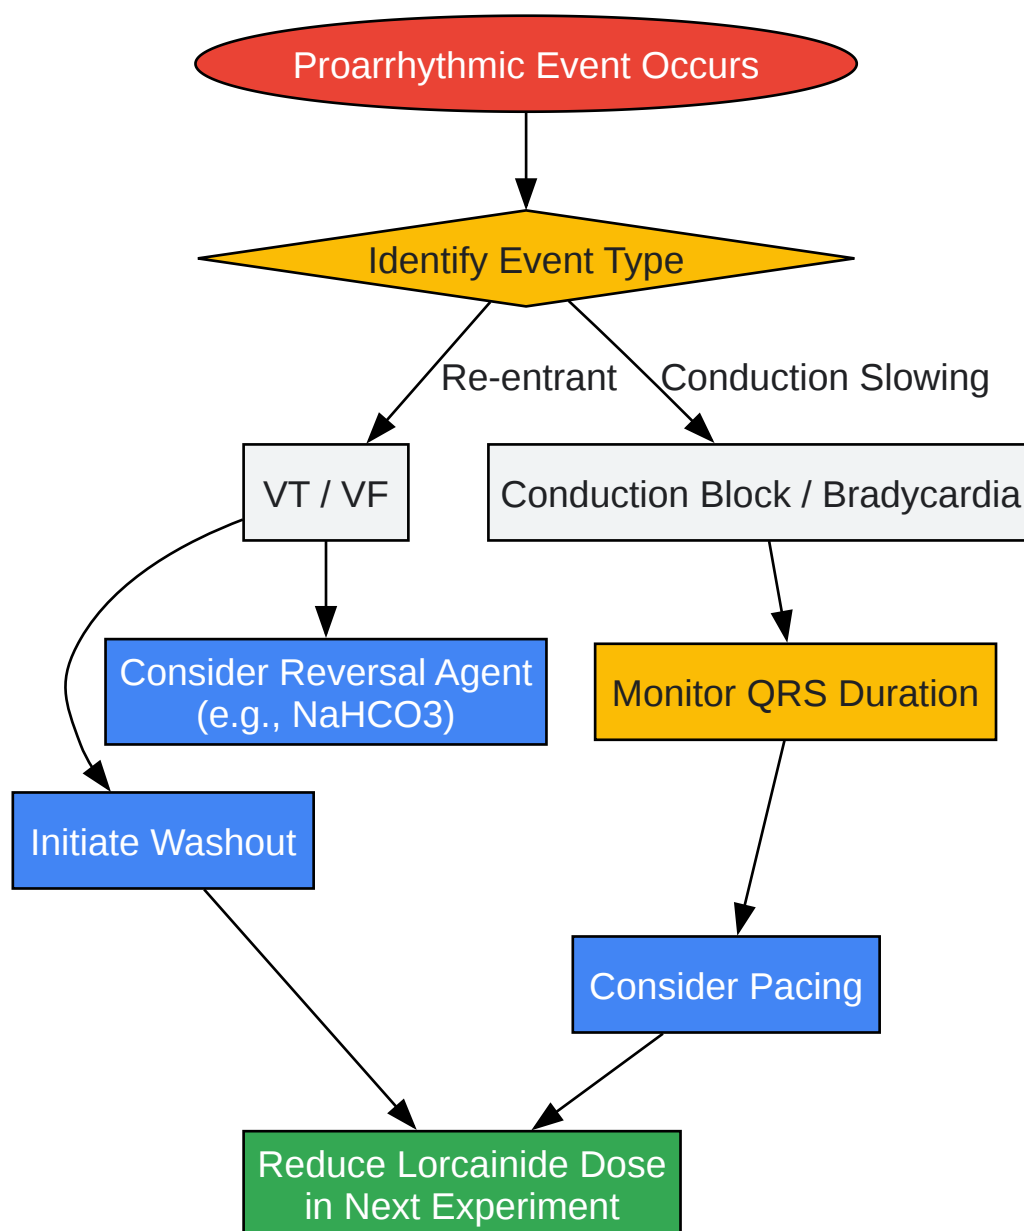 Proarrhythmic Event Occurs
Identify Event Type
Re-entrant
Conduction Slowing
VT / VF
Conduction Block / Bradycardia
Consider Reversal Agent
(e.g., NaHCO3)
Monitor QRS Duration
Initiate Washout
Consider Pacing
Reduce Lorcainide Dose
in Next Experiment